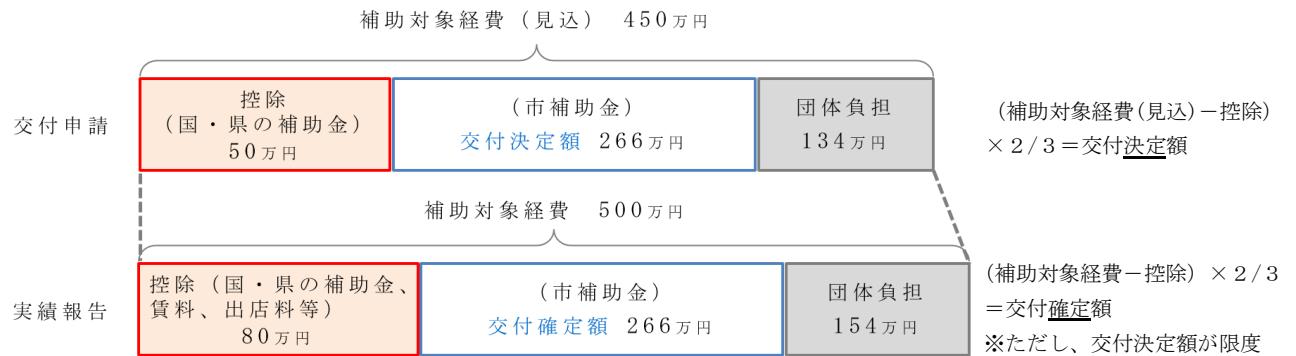 補助対象経費（見込） 450万円
交付申請
控除
（国・県の補助金）
50万円
（市補助金）
交付決定額 266万円
団体負担
134万円
（補助対象経費(見込)－控除）
×２/３＝交付決定額
補助対象経費 500万円
実績報告
控除（国・県の補助金、
賃料、出店料等）
80万円
（市補助金）
交付確定額 266万円
団体負担
154万円
（補助対象経費－控除）×２/３
＝交付確定額
※ただし、交付決定額が限度